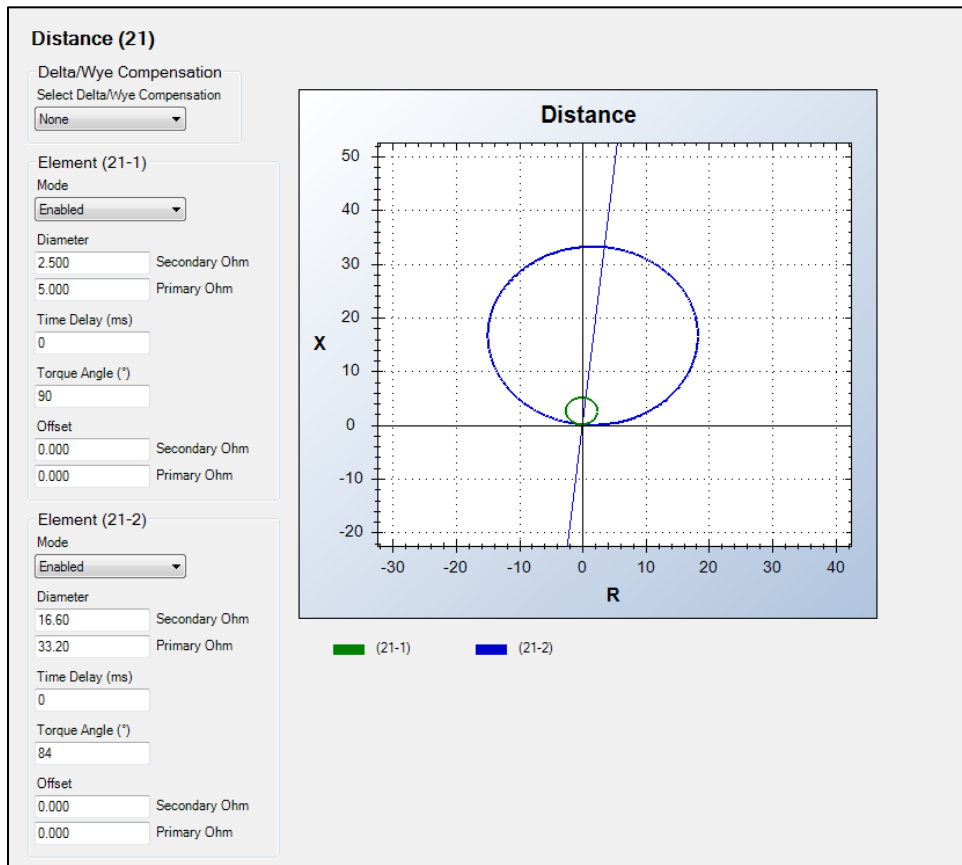 Distance (21)
Delta/Wye Compensation
Select Delta/Wye Compensation
None
Element (21-1)
Mode
Enabled
Diameter
2.500 Secondary Ohm
5.000 Primary Ohm
Time Delay (ms)
0
Torque Angle (°)
90
Offset
0.000 Secondary Ohm
0.000 Primary Ohm
Element (21-2)
Mode
Enabled
Diameter
16.60 Secondary Ohm
33.20 Primary Ohm
Time Delay (ms)
0
Torque Angle (°)
84
Offset
0.000 Secondary Ohm
0.000 Primary Ohm
Distance
50
40
30
20
X
10
0
-10
-20
-30 -20 -10 0 10 20 30 40
R
(21-1) (21-2)